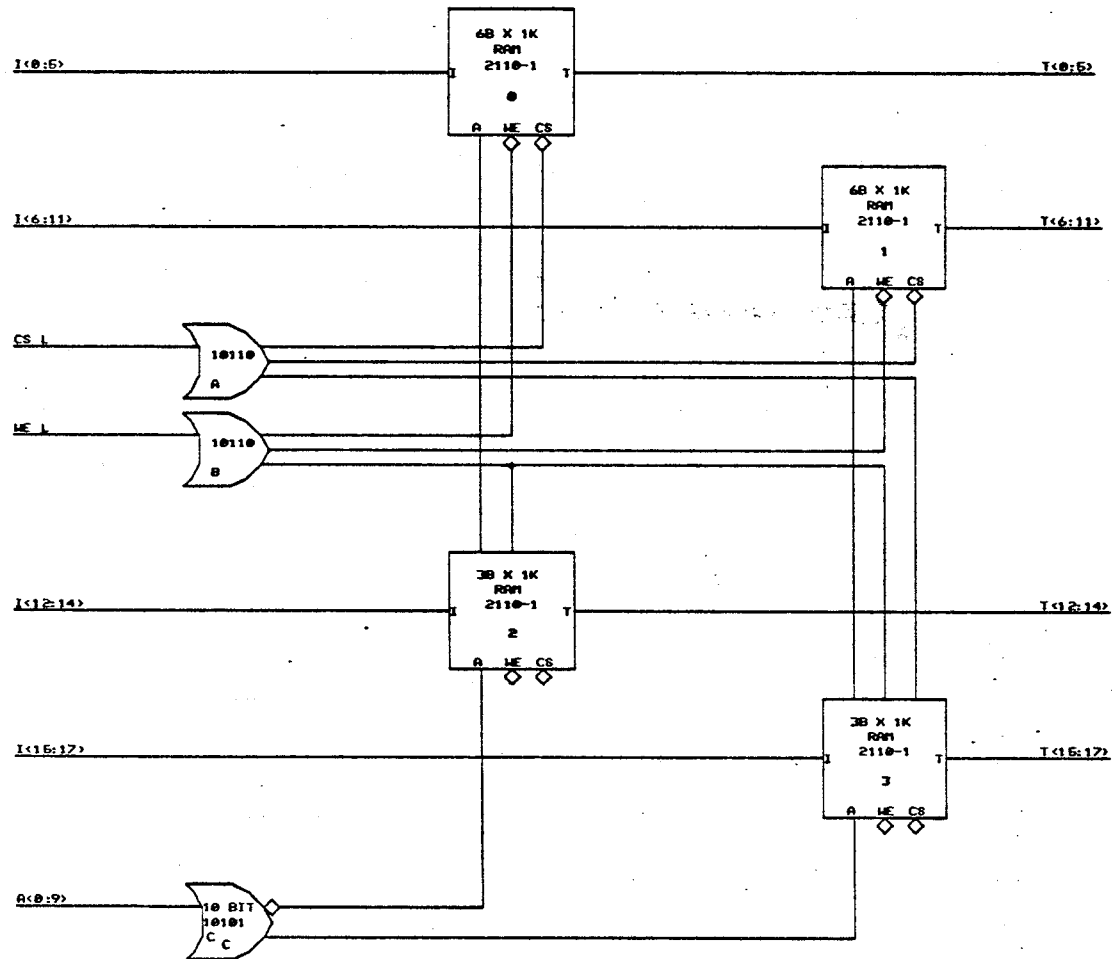 6B X 1K
RAM
2110-1
I<0:5>
I
T
T<0:5>
0
A WE CS
6B X 1K
RAM
2110-1
I<6:11>
I
T
T<6:11>
1
A WE CS
CS L
10110
A
WE L
10110
B
3B X 1K
RAM
2110-1
I<12:14>
I
T
T<12:14>
2
A WE CS
3B X 1K
RAM
2110-1
I<15:17>
I
T
T<15:17>
3
A WE CS
A<0:9>
10 BIT
10101
C C